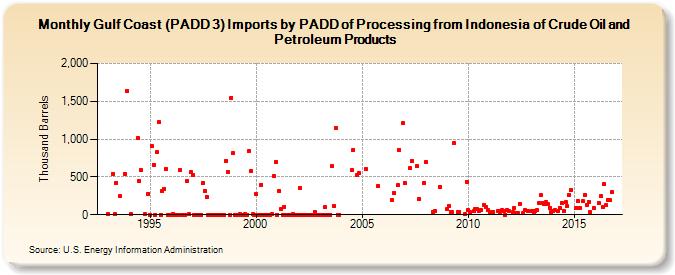 Monthly Gulf Coast (PADD 3) Imports by PADD of Processing from Indonesia of Crude Oil and
Petroleum Products
Thousand Barrels
2,000
1,500
1,000
500
0
1995
2000
2005
2010
2015
Source: U.S. Energy Information Administration